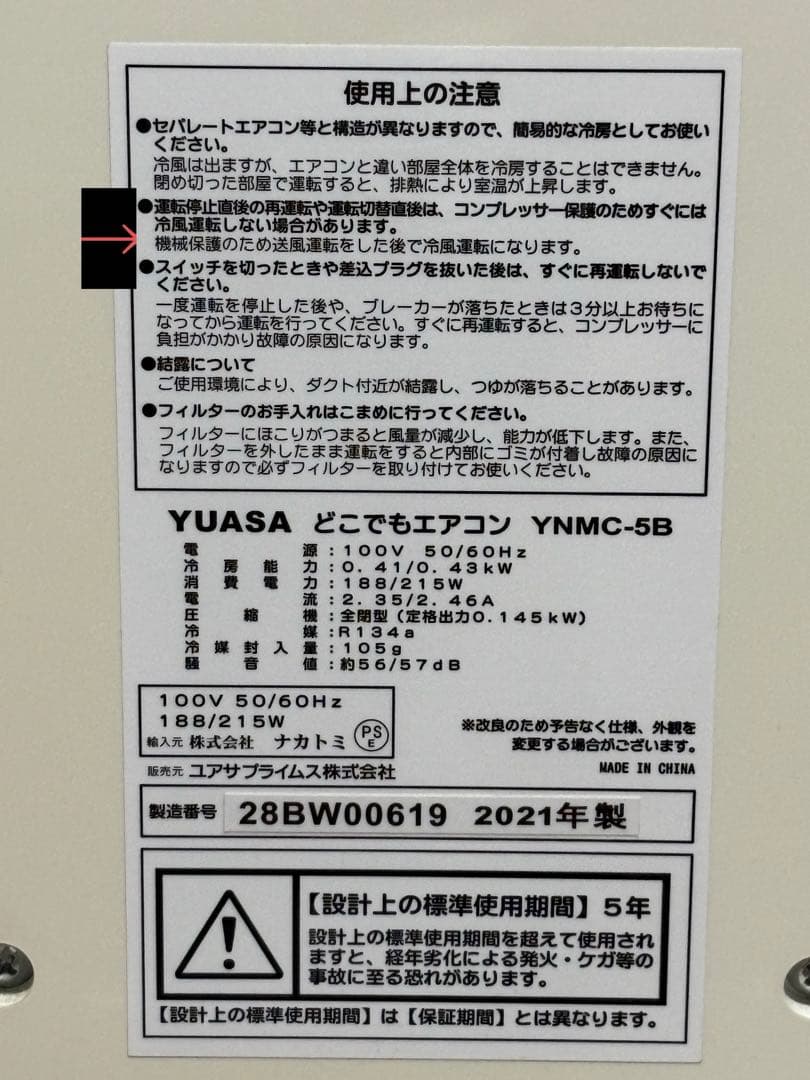 使用上の注意
●セパレートエアコン等と構造が異なりますので、簡易的な冷房としてお使い
ください。
冷風は出ますが、エアコンと違い部屋全体を冷房することはできません。
閉め切った部屋で運転すると、排熱により室温が上昇します。
●運転停止直後の再運転や運転切替直後は、コンプレッサー保護のためすぐには
冷風運転しない場合があります。
機械保護のため送風運転をした後で冷風運転になります。
●スイッチを切ったときや差込プラグを抜いた後は、すぐに再運転しないで
ください。
一度運転を停止した後や、ブレーカーが落ちたときは3分以上お待ちに
なってから運転を行ってください。すぐに再運転すると、コンプレッサーに
負担がかかり故障の原因になります。
●結露について
ご使用環境により、ダクト付近が結露し、つゆが落ちることがあります。
●フィルターのお手入れはこまめに行ってください。
フィルターにほこりがつまると風量が減少し、能力が低下します。また、
フィルターを外したまま運転をすると内部にゴミが付着し故障の原因に
なりますので必ずフィルターを取り付けてお使いください。
YUASA どこでもエアコン YNMC-5B
電源:100V 50/60Hz
冷房能力:0.41/0.43kW
消費電力:188/215W
電流:2.35/2.46A
圧縮機:全閉型(定格出力0.145kW)
冷媒:R134a
冷媒封入量:105g
騒音値:約56/57dB
100V 50/60Hz
188/215W
輸入元 株式会社 ナカトミ
PS
E
※改良のため予告なく仕様、外観を
変更する場合がございます。
販売元 ユアサプライムス株式会社
MADE IN CHINA
製造番号 28BW00619 2021年製
【設計上の標準使用期間】5年
設計上の標準使用期間を超えて使用され
ますと、経年劣化による発火・ケガ等の
事故に至る恐れがあります。
【設計上の標準使用期間】は【保証期間】とは異なります。